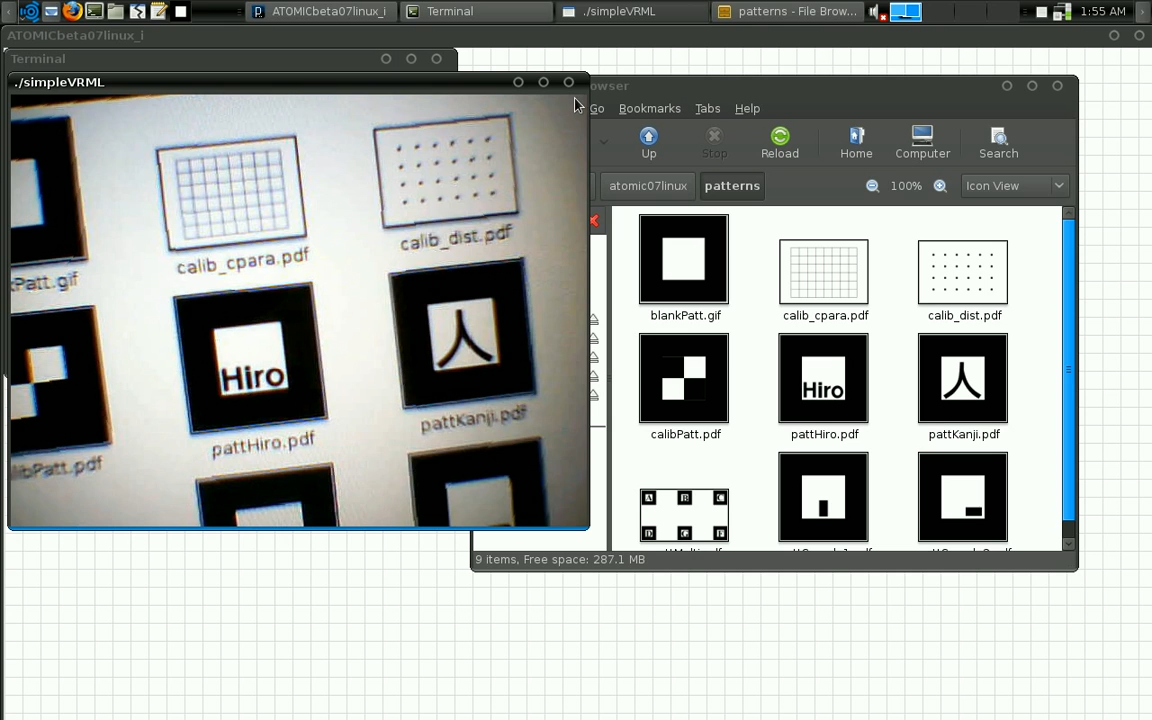 ATOMICbeta07linux_i
Terminal
./simpleVRML
patterns - File Brow...
1:55 AM
ATOMICbeta07linux_i
Terminal
./simpleVRML
owser
Go Bookmarks Tabs Help
Up Stop Reload Home Computer Search
atomic07linux patterns 100% Icon View
calib_cpara.pdf
calib_dist.pdf
kPatt.gif
Hiro
人
pattHiro.pdf
pattKanji.pdf
libPatt.pdf
blankPatt.gif calib_cpara.pdf calib_dist.pdf
Hiro
人
calibPatt.pdf pattHiro.pdf pattKanji.pdf
A B C
D G F
9 items, Free space: 287.1 MB